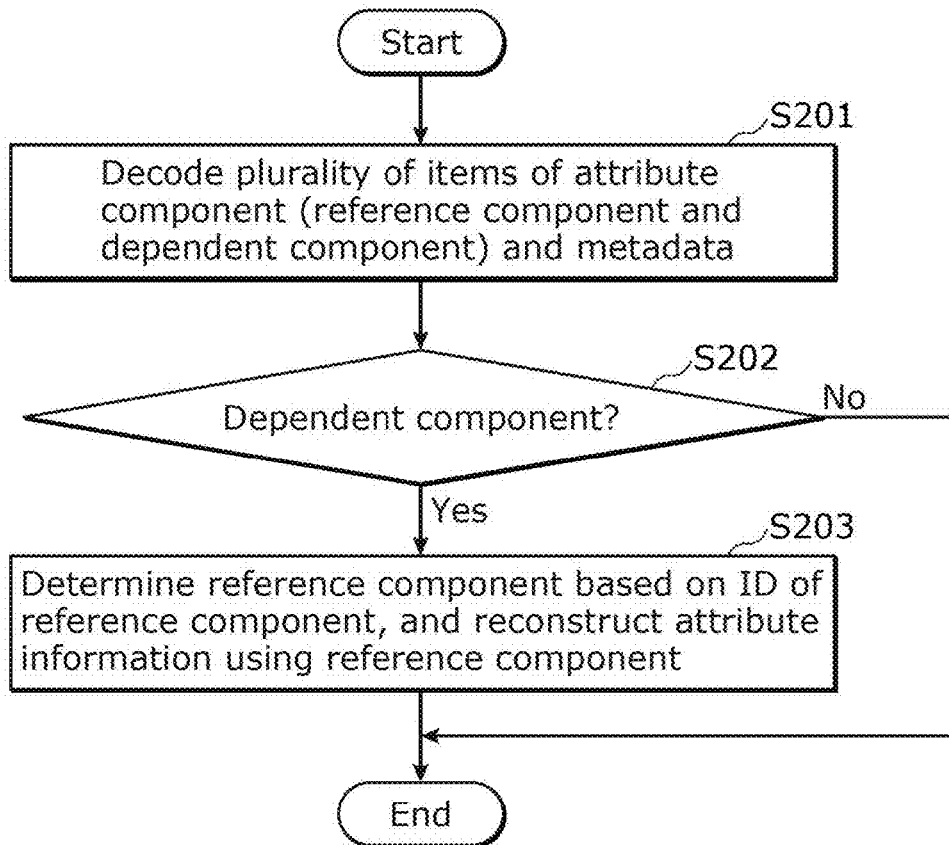 Start
S201
Decode plurality of items of attribute
component (reference component and
dependent component) and metadata
S202
Dependent component?
No
Yes
S203
Determine reference component based on ID of
reference component, and reconstruct attribute
information using reference component
End